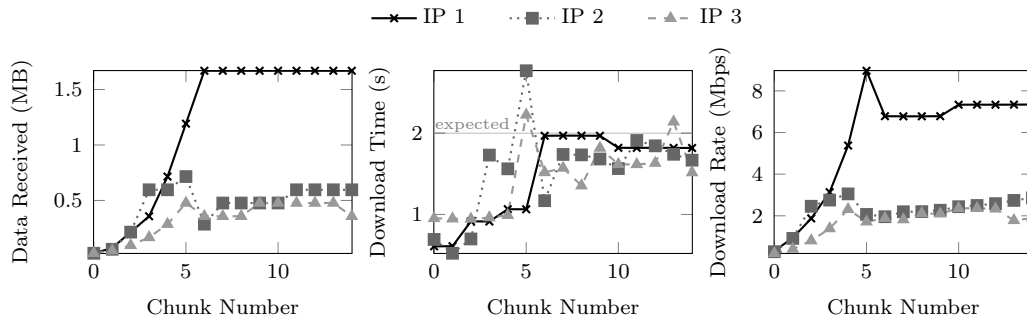 IP 1 IP 2 IP 3
Data Received (MB)
1.5
1
0.5
0 5 10
Chunk Number
Download Time (s)
expected
2
1
0 5 10
Chunk Number
Download Rate (Mbps)
8
6
4
2
0 5 10
Chunk Number